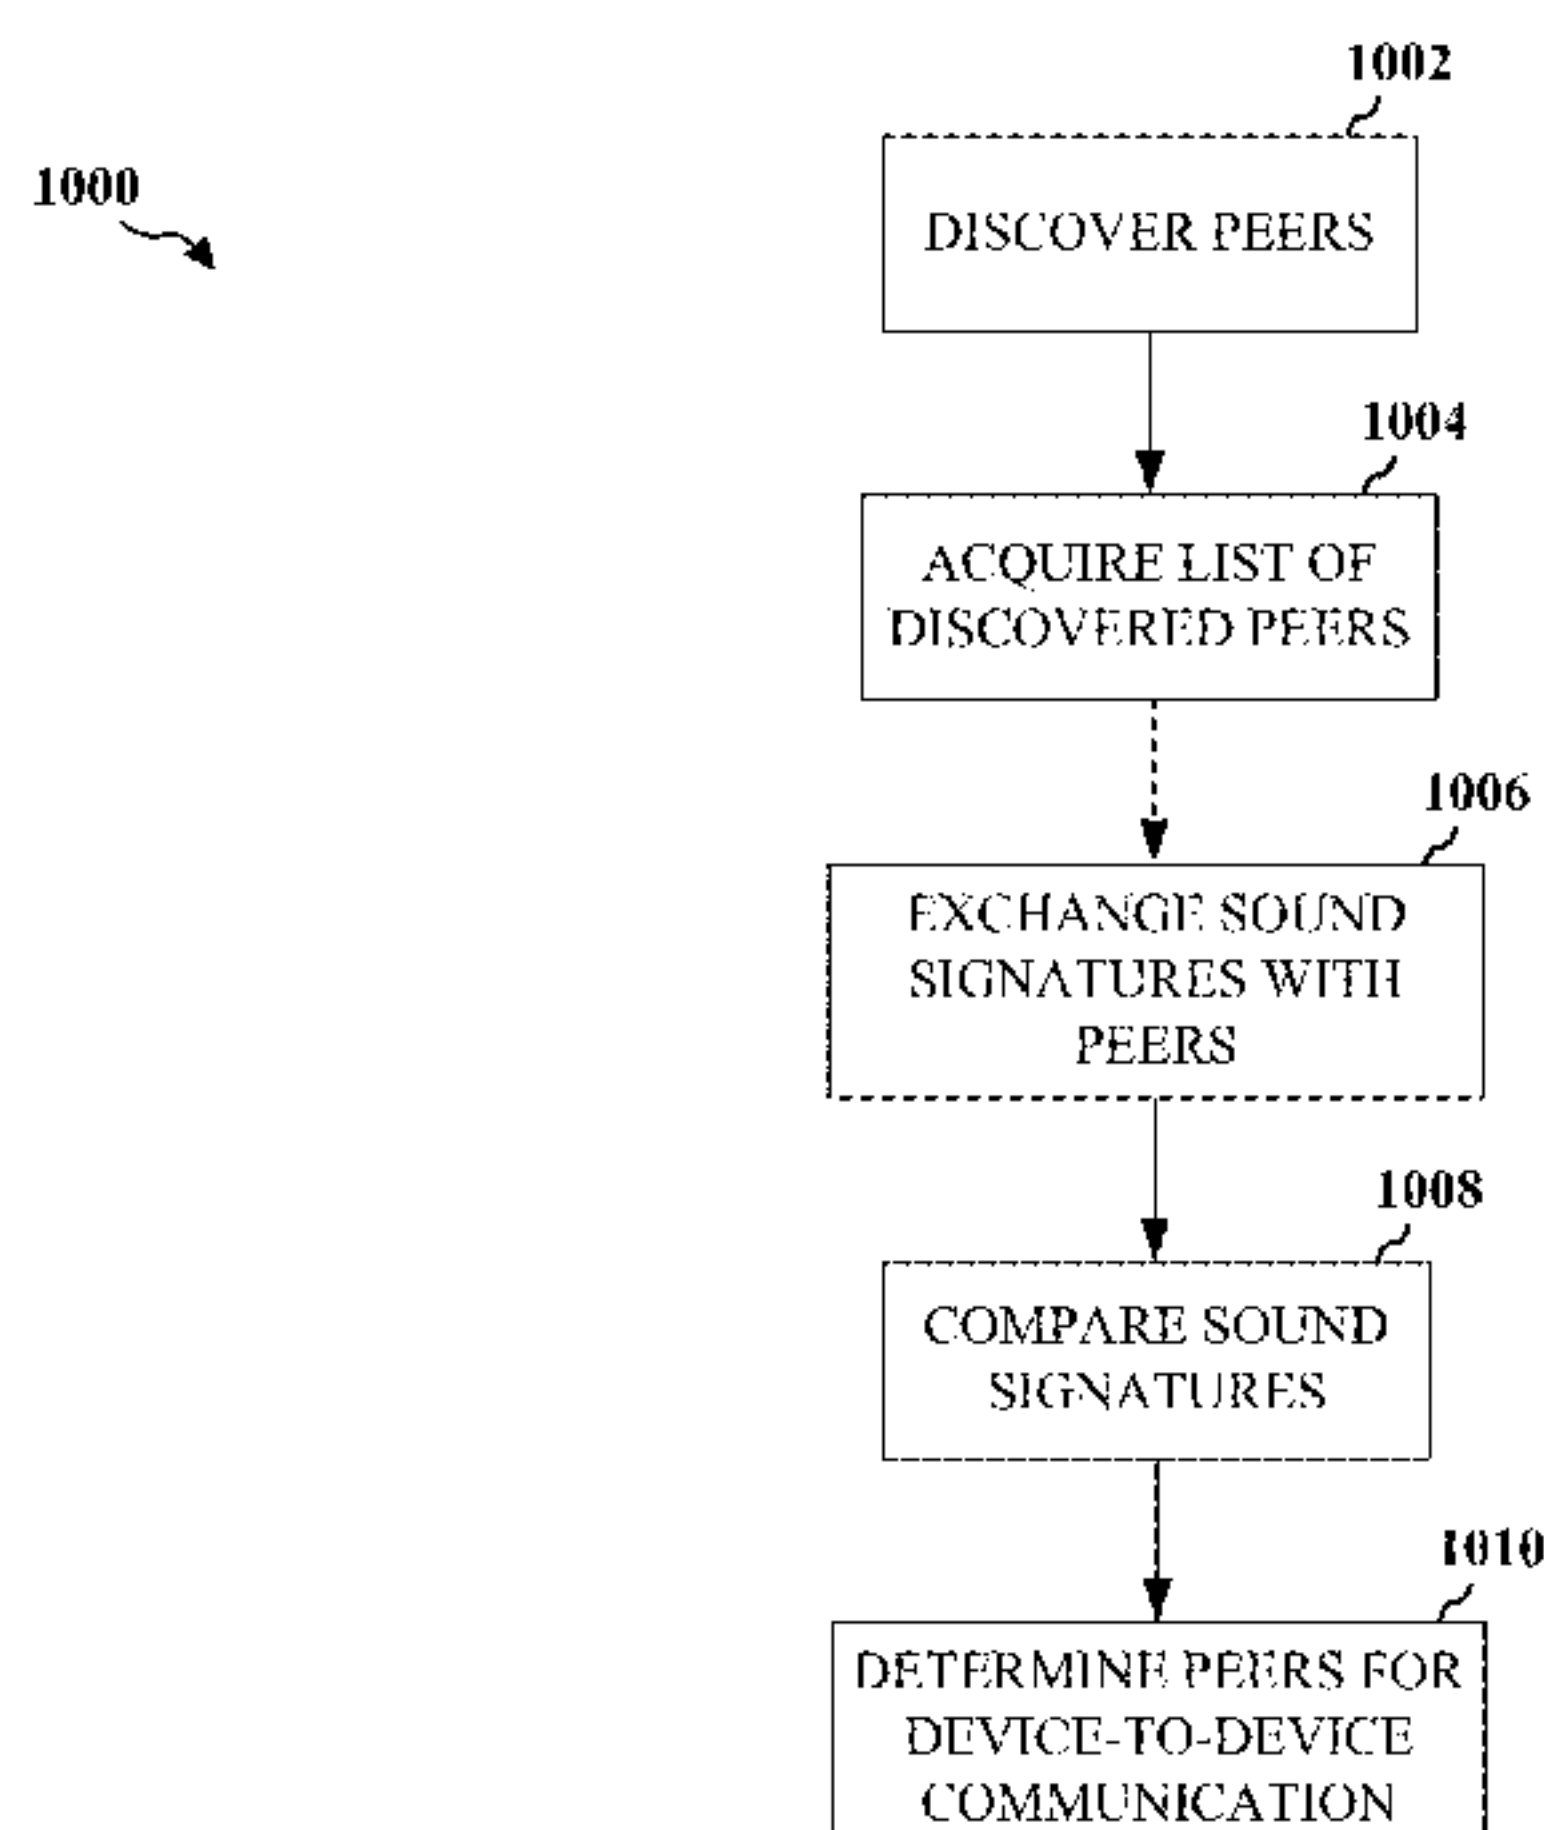 1002
1000
DISCOVER PEERS
1004
ACQUIRE LIST OF
DISCOVERED PEERS
1006
EXCHANGE SOUND
SIGNATURES WITH
PEERS
1008
COMPARE SOUND
SIGNATURES
1010
DETERMINE PEERS FOR
DEVICE-TO-DEVICE
COMMUNICATION